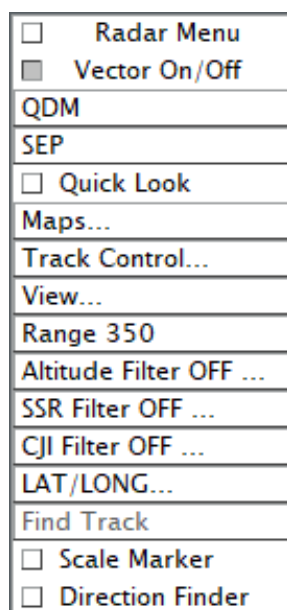 Radar Menu
Vector On/Off
QDM
SEP
Quick Look
Maps...
Track Control...
View...
Range 350
Altitude Filter OFF ...
SSR Filter OFF ...
CJI Filter OFF ...
LAT/LONG...
Find Track
Scale Marker
Direction Finder